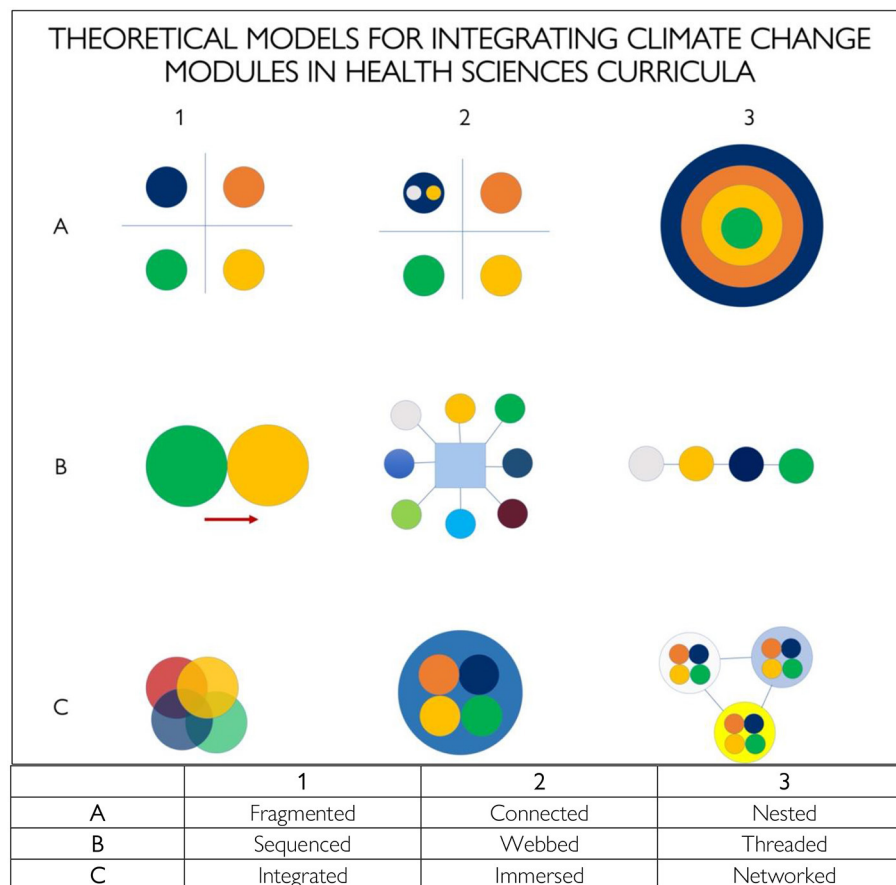 THEORETICAL MODELS FOR INTEGRATING CLIMATE CHANGE
MODULES IN HEALTH SCIENCES CURRICULA
1 2 3
A
B
C
1 2 3
A Fragmented Connected Nested
B Sequenced Webbed Threaded
C Integrated Immersed Networked